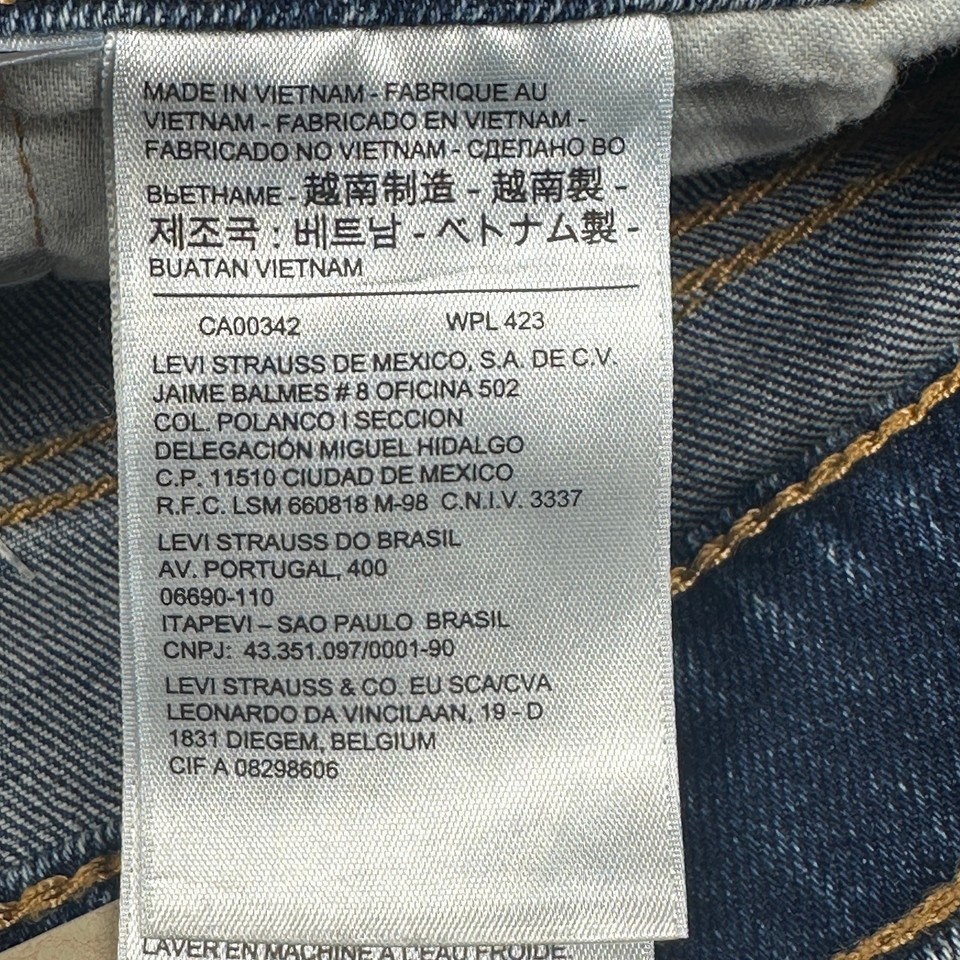 MADE IN VIETNAM - FABRIQUE AU
VIETNAM - FABRICADO EN VIETNAM -
FABRICADO NO VIETNAM - СДЕЛАНО ВО
ВЬЕТНАМЕ - 越南制造 - 越南製 -
제조국 : 베트남 - ベトナム製 -
BUATAN VIETNAM
CA00342 WPL 423
LEVI STRAUSS DE MEXICO, S.A. DE C.V.
JAIME BALMES # 8 OFICINA 502
COL. POLANCO I SECCION
DELEGACIÓN MIGUEL HIDALGO
C.P. 11510 CIUDAD DE MEXICO
R.F.C. LSM 660818 M-98 C.N.I.V. 3337
LEVI STRAUSS DO BRASIL
AV. PORTUGAL, 400
06690-110
ITAPEVI – SAO PAULO BRASIL
CNPJ: 43.351.097/0001-90
LEVI STRAUSS & CO. EU SCA/CVA
LEONARDO DA VINCILAAN, 19 - D
1831 DIEGEM, BELGIUM
CIF A 08298606
LAVER EN MACHINE À L'EAU FROIDE.